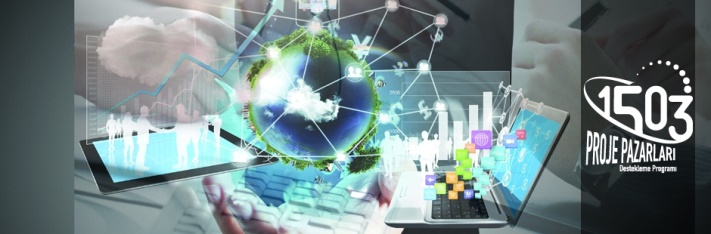 1503
PROJE PAZARLARI
Destekleme Programı